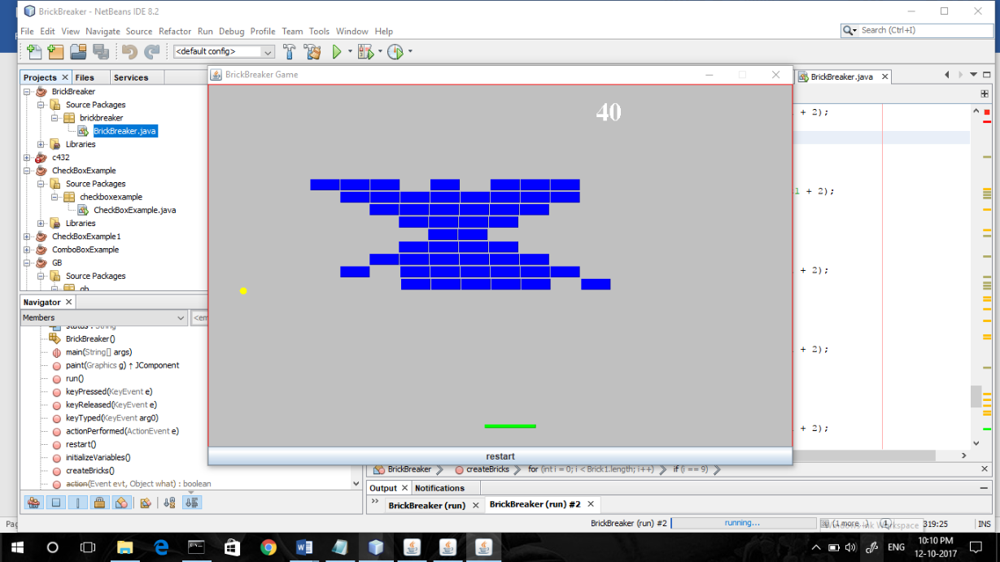 BrickBreaker - NetBeans IDE 8.2
File Edit View Navigate Source Refactor Run Debug Profile Team Tools Window Help
Search (Ctrl+I)
<default config>
Projects Files Services
BrickBreaker Game
BrickBreaker.java
BrickBreaker
Source Packages
brickbreaker
BrickBreaker.java
Libraries
c432
CheckBoxExample
Source Packages
checkboxexample
CheckBoxExample.java
Libraries
CheckBoxExample1
ComboBoxExample
GB
Source Packages
gb
40
+ 2);
1 + 2);
+ 2);
+ 2);
+ 2);
Navigator
Members
<em
status : String
BrickBreaker()
main(String[] args)
paint(Graphics g) ↑ JComponent
run()
keyPressed(KeyEvent e)
keyReleased(KeyEvent e)
keyTyped(KeyEvent arg0)
actionPerformed(ActionEvent e)
restart()
initializeVariables()
createBricks()
action(Event evt, Object what) : boolean
restart
BrickBreaker createBricks for (int i = 0; i < Brick1.length; i++) if (i == 9)
Output Notifications
BrickBreaker (run) BrickBreaker (run) #2
BrickBreaker (run) #2 running... (1 more...) 1 319:25 INS
Windows Ink Workspace
ENG
10:10 PM
12-10-2017